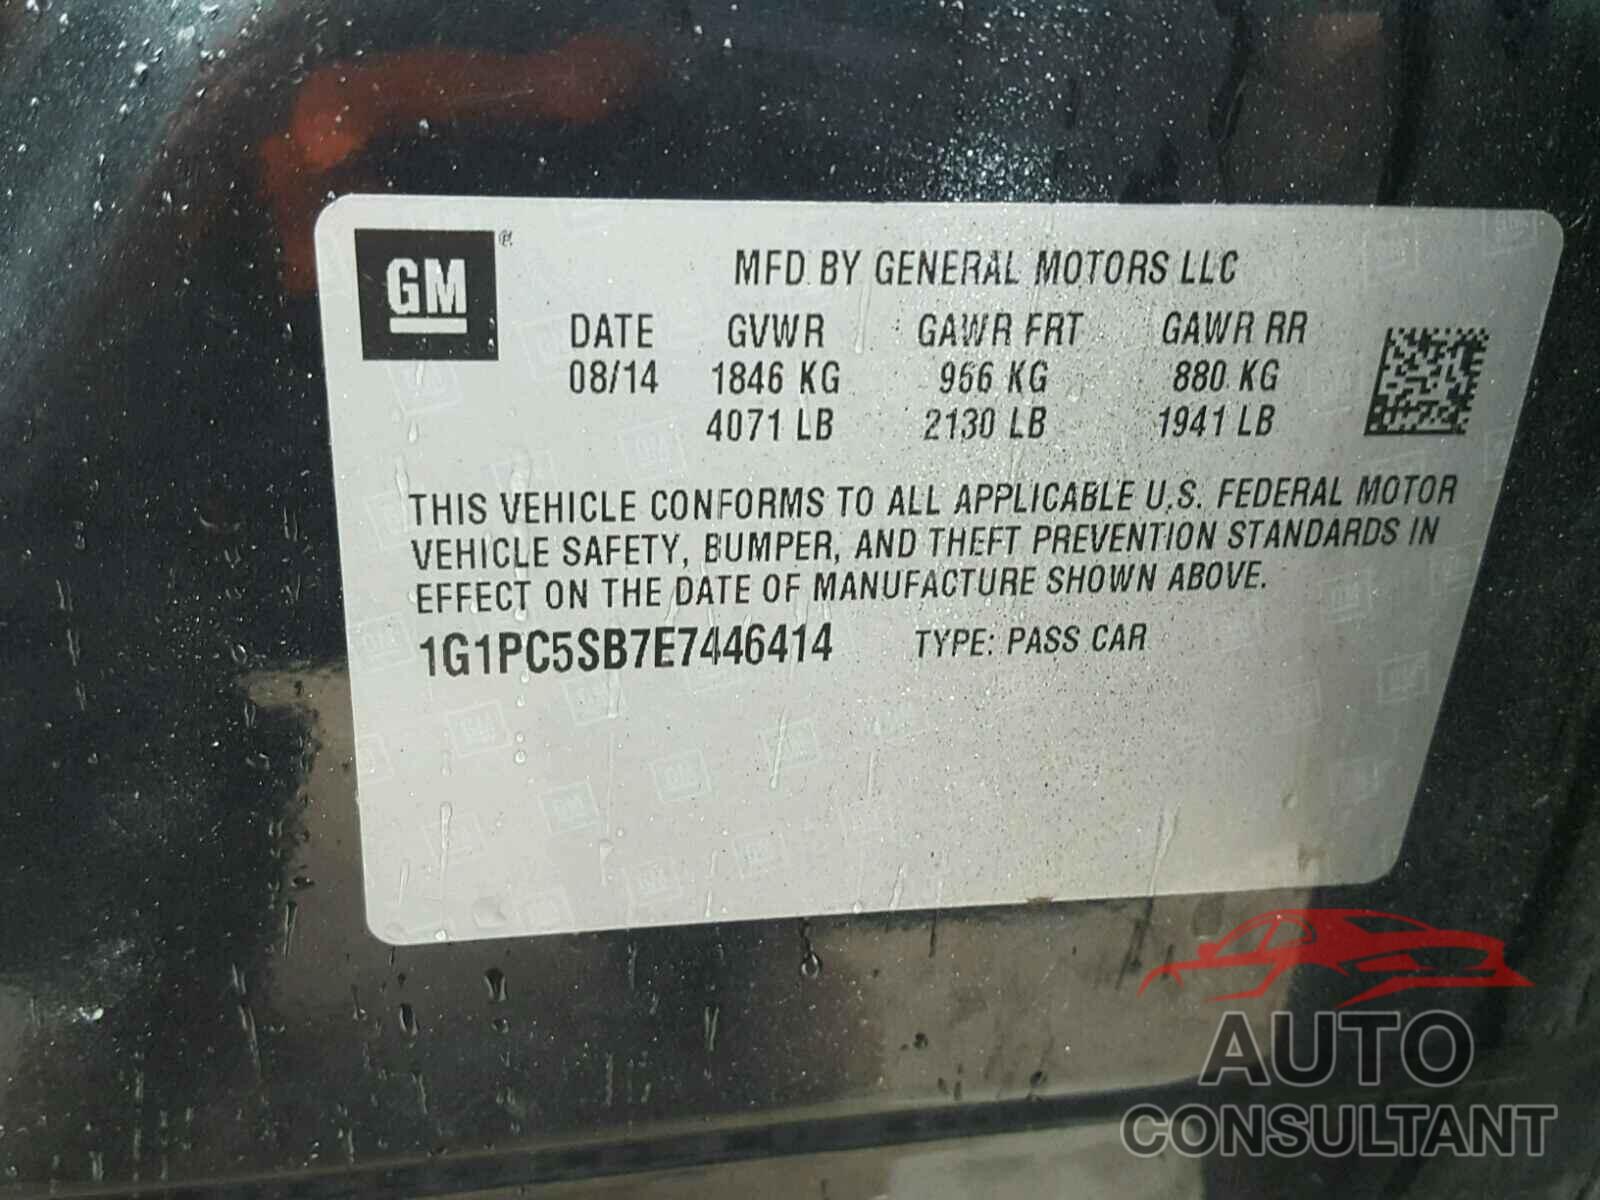 GM ®
MFD BY GENERAL MOTORS LLC
DATE GVWR GAWR FRT GAWR RR
08/14 1846 KG 966 KG 880 KG
4071 LB 2130 LB 1941 LB
THIS VEHICLE CONFORMS TO ALL APPLICABLE U.S. FEDERAL MOTOR
VEHICLE SAFETY, BUMPER, AND THEFT PREVENTION STANDARDS IN
EFFECT ON THE DATE OF MANUFACTURE SHOWN ABOVE.
1G1PC5SB7E7446414 TYPE: PASS CAR
AUTO
CONSULTANT